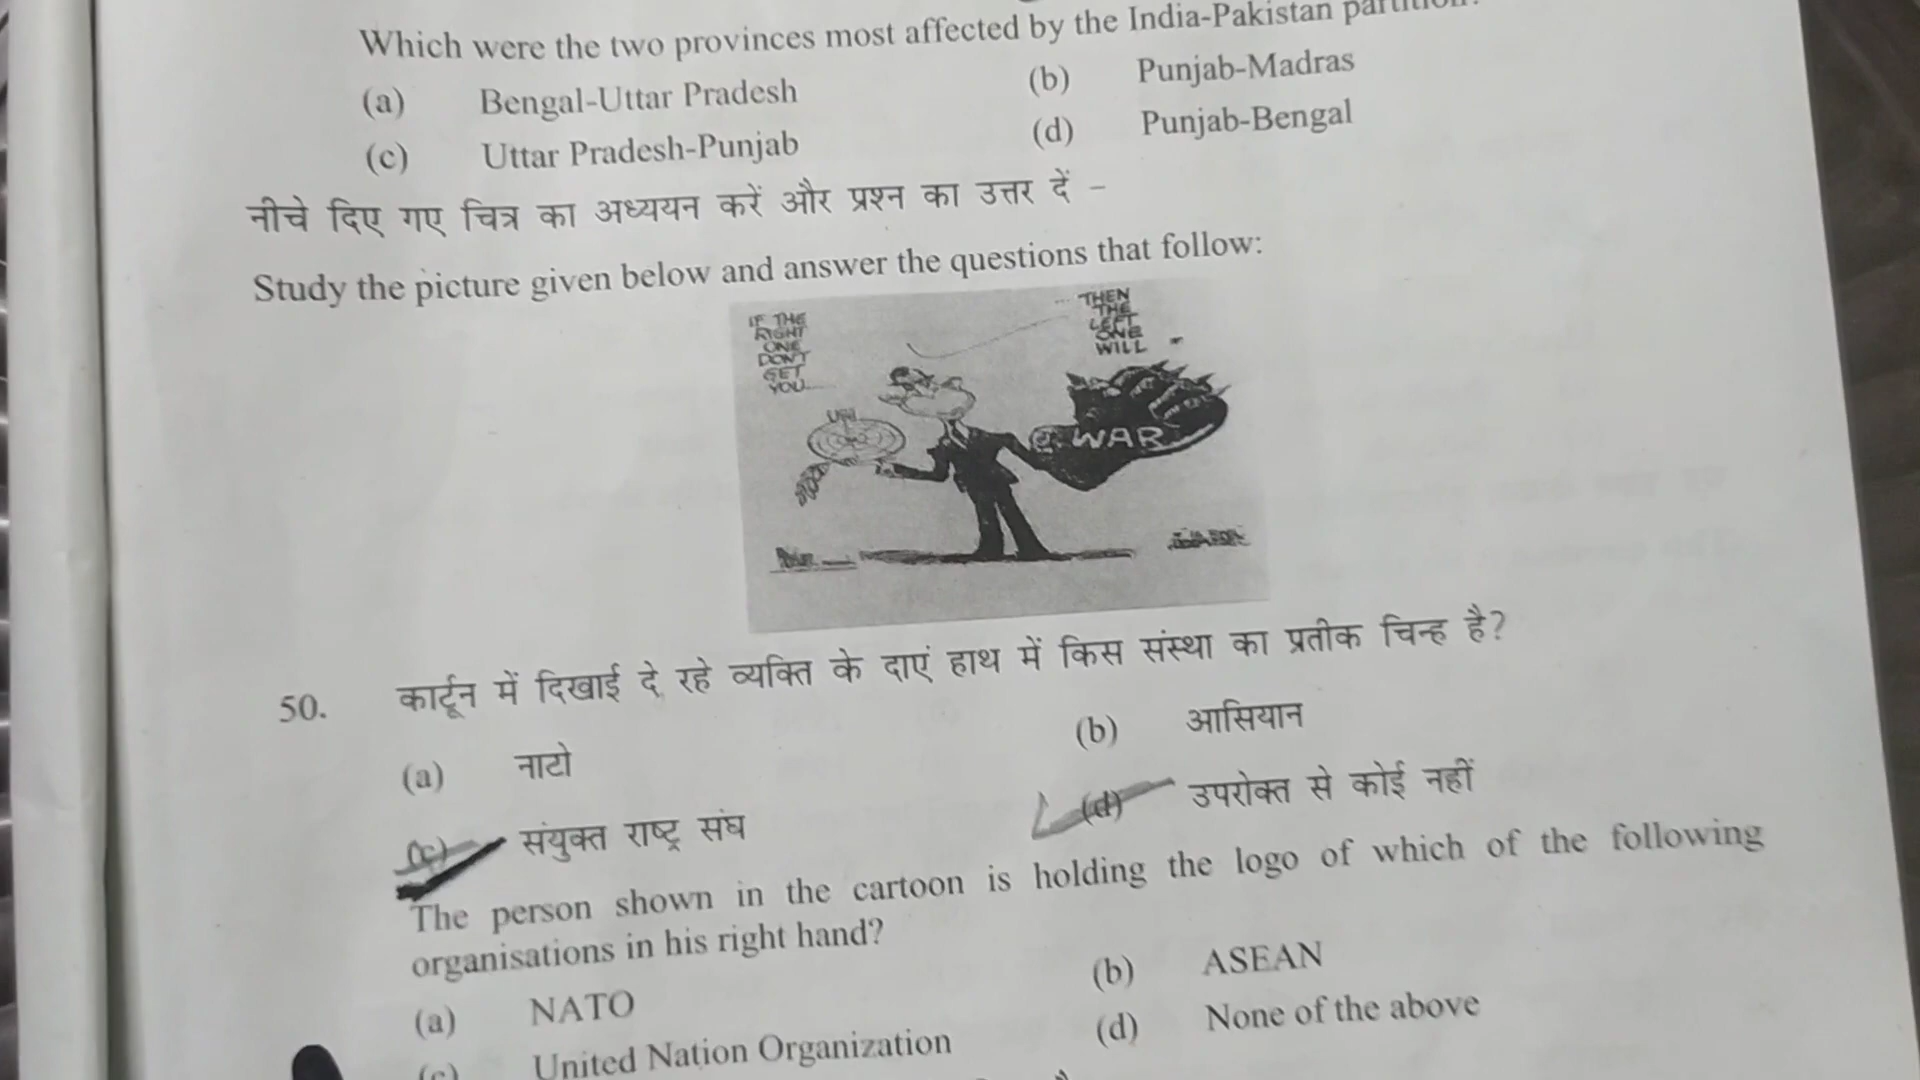 Which were the two provinces most affected by the India-Pakistan
(a) Bengal-Uttar Pradesh (b) Punjab-Madras
(c) Uttar Pradesh-Punjab (d) Punjab-Bengal
नीचे दिए गए चित्र का अध्ययन करें और प्रश्न का उत्तर दें –
Study the picture given below and answer the questions that follow:
IF THE
RIGHT
ONE
DON'T
GET
YOU....
... THEN
THE
LEFT
ONE
WILL
WAR
50. कार्टून में दिखाई दे रहे व्यक्ति के दाएं हाथ में किस संस्था का प्रतीक चिन्ह है?
(a) नाटो (b) आसियान
(c) संयुक्त राष्ट्र संघ (d) उपरोक्त से कोई नहीं
The person shown in the cartoon is holding the logo of which of the following
organisations in his right hand?
(a) NATO (b) ASEAN
(c) United Nation Organization (d) None of the above